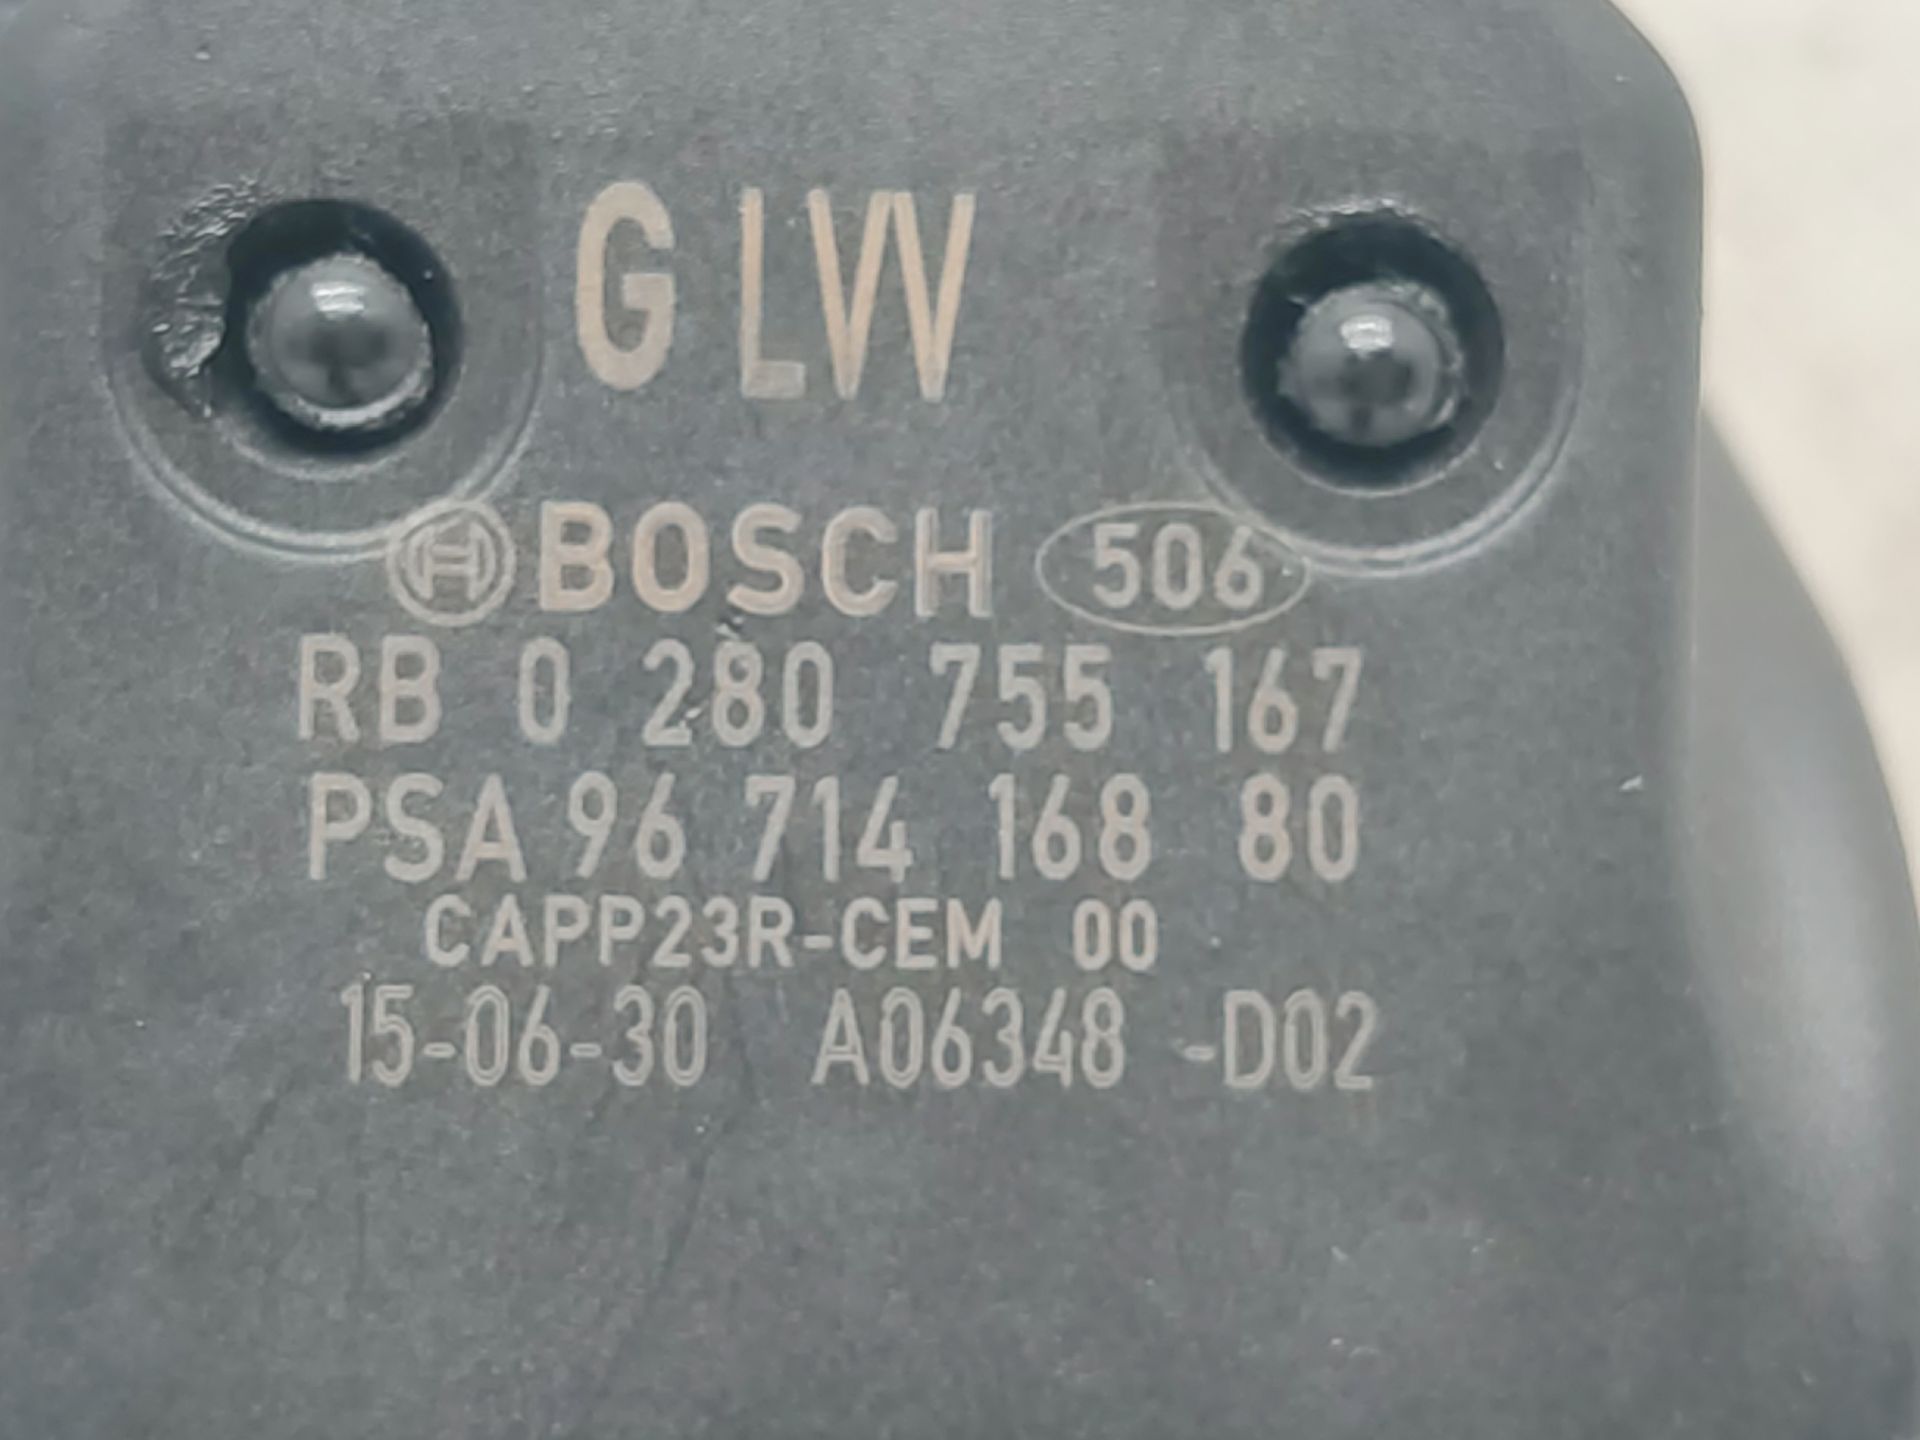 G LW
BOSCH 506
RB 0 280 755 167
PSA 96 714 168 80
CAPP23R-CEM 00
15-06-30 A06348 -D02